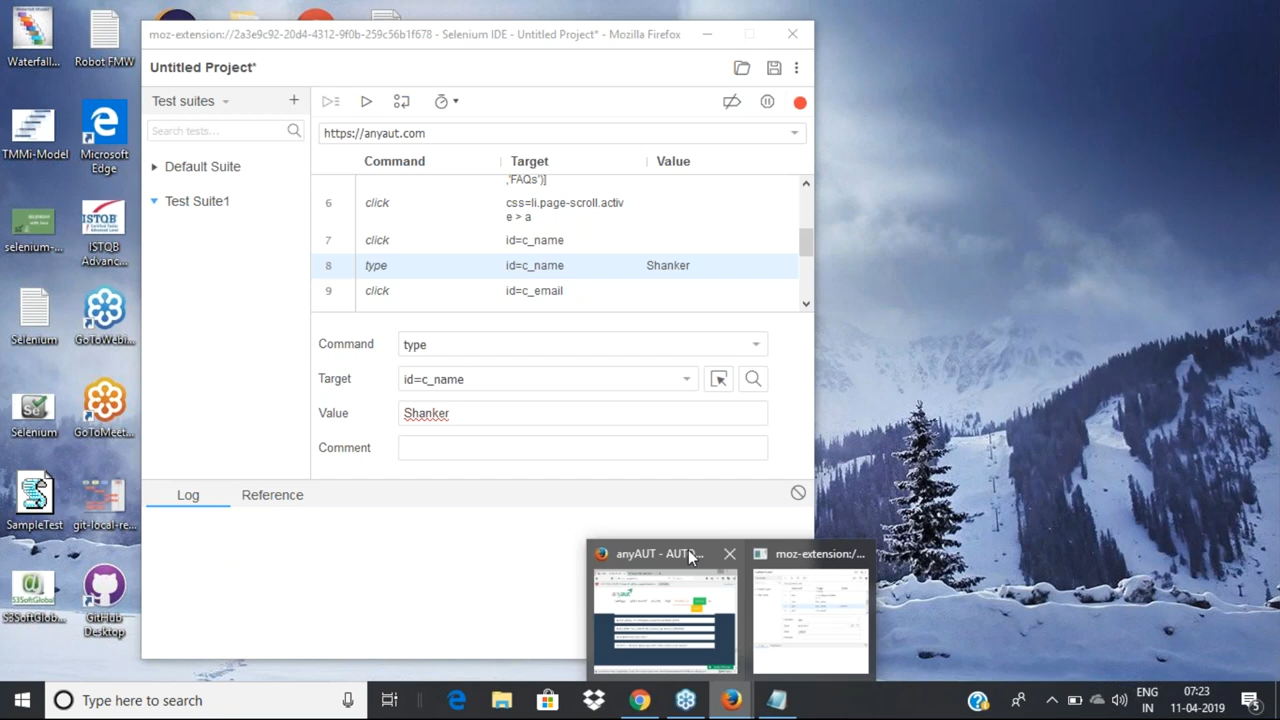 moz-extension://2a3e9c92-20d4-4312-9f0b-259c56b1f678 - Selenium IDE - Untitled Project* - Mozilla Firefox
Untitled Project*
Test suites
Search tests...
Default Suite
Test Suite1
https://anyaut.com
Command Target Value
,'FAQs')]
6 click css=li.page-scroll.activ
e > a
7 click id=c_name
8 type id=c_name Shanker
9 click id=c_email
Command type
Target id=c_name
Value Shanker
Comment
Log Reference
Waterfall...
Robot FMW
TMMi-Model
Microsoft
Edge
selenium-...
ISTQB
ISTQB
Advanc...
Selenium
GoToWebi...
Se
Selenium
GoToMeet...
SampleTest
git-local-re...
S3SoftGlob...
GitHub
Desktop
anyAUT - AUT
moz-extension:/...
anyaut
Type here to search
ENG
IN
07:23
11-04-2019
5